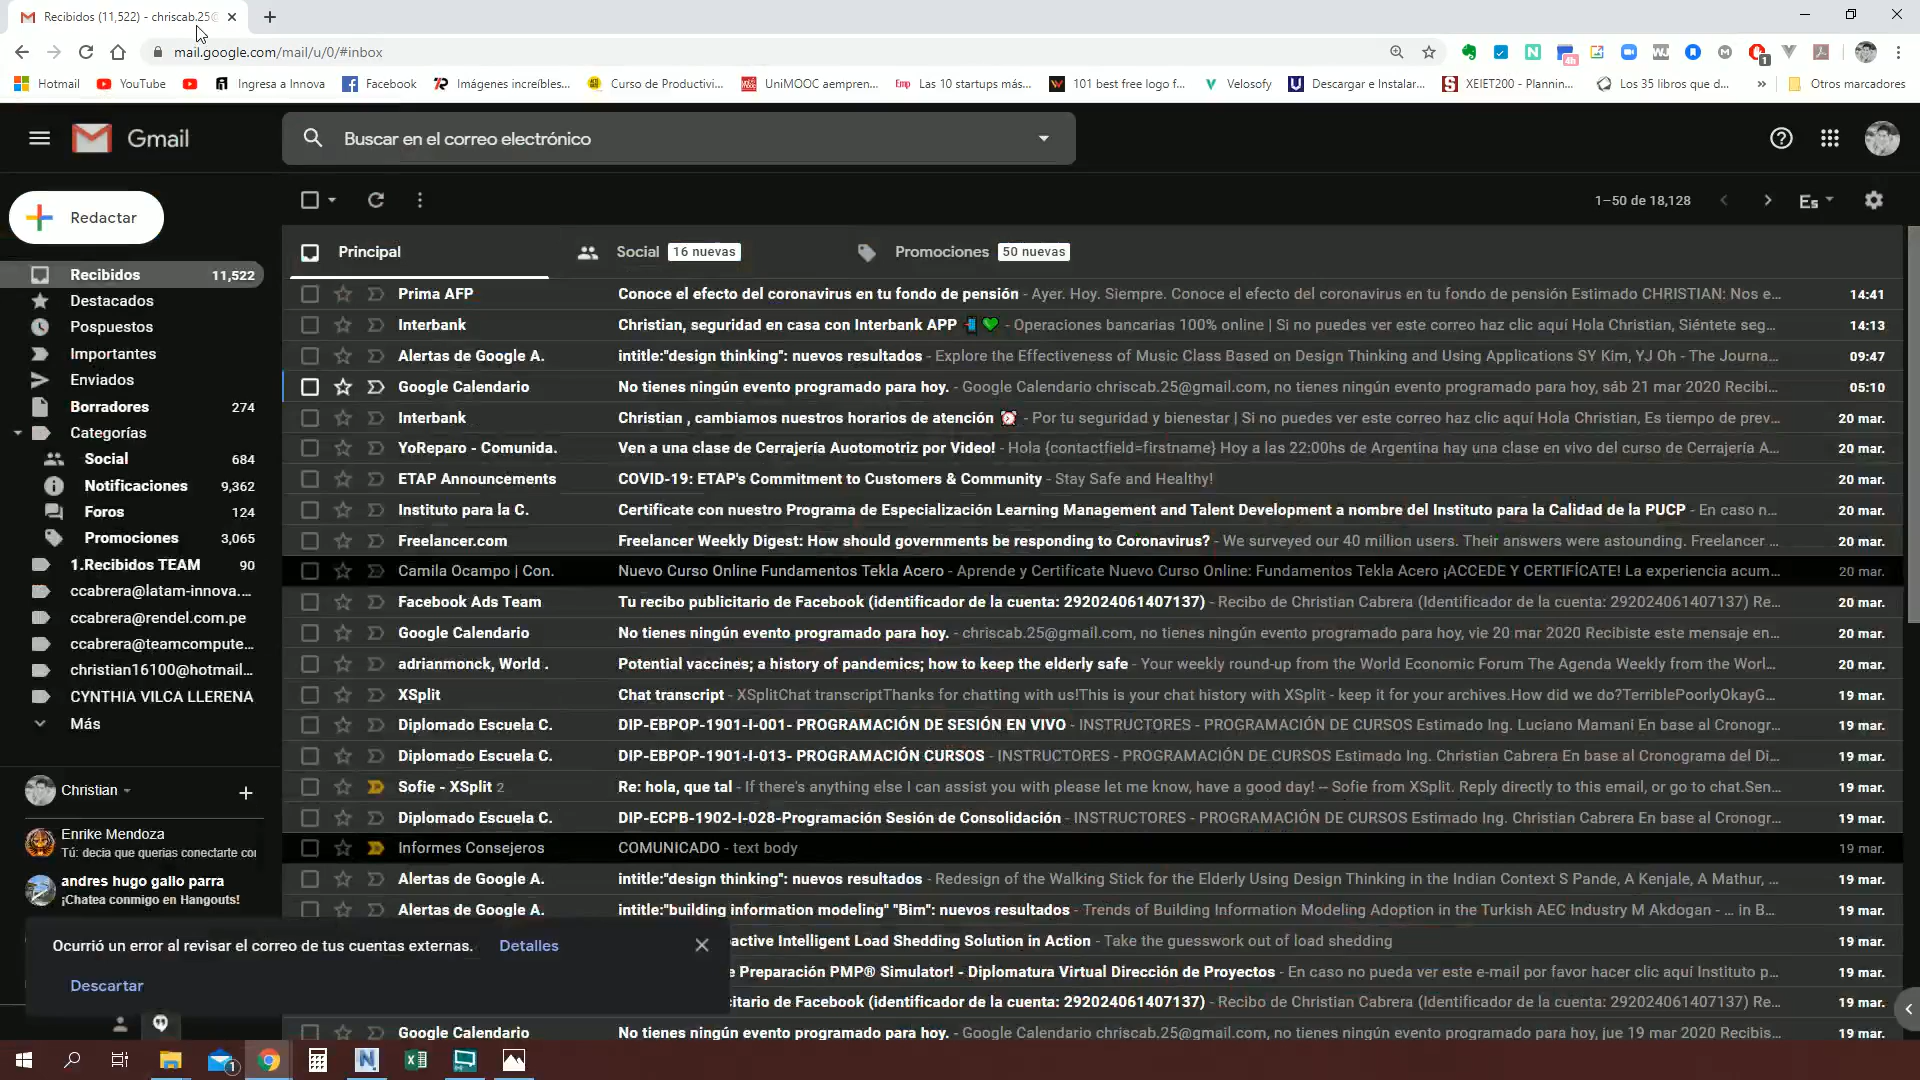 Recibidos (11,522) - chriscab.25@
mail.google.com/mail/u/0/#inbox
4h
1
Hotmail
YouTube
Ingresa a Innova
Facebook
Imágenes increíbles...
Curso de Productivi...
UniMOOC aempren...
Las 10 startups más...
101 best free logo f...
Velosofy
Descargar e Instalar...
XEIET200 - Plannin...
Los 35 libros que d...
»
Otros marcadores
Gmail
Buscar en el correo electrónico
Redactar
1–50 de 18,128
Es
Recibidos 11,522
Destacados
Pospuestos
Importantes
Enviados
Borradores 274
Categorías
Social 684
Notificaciones 9,362
Foros 124
Promociones 3,065
1.Recibidos TEAM 90
ccabrera@latam-innova....
ccabrera@rendel.com.pe
ccabrera@teamcompute...
christian16100@hotmail...
CYNTHIA VILCA LLERENA
Más
Christian
Enrike Mendoza
Tú: decia que querias conectarte co
andres hugo gallo parra
¡Chatea conmigo en Hangouts!
Principal
Social 16 nuevas
Promociones 50 nuevas
Prima AFP Conoce el efecto del coronavirus en tu fondo de pensión - Ayer. Hoy. Siempre. Conoce el efecto del coronavirus en tu fondo de pensión Estimado CHRISTIAN: Nos e... 14:41
Interbank Christian, seguridad en casa con Interbank APP 📲💚 - Operaciones bancarias 100% online | Si no puedes ver este correo haz clic aquí Hola Christian, Siéntete seg... 14:13
Alertas de Google A. intitle:"design thinking": nuevos resultados - Explore the Effectiveness of Music Class Based on Design Thinking and Using Applications SY Kim, YJ Oh - The Journa... 09:47
Google Calendario No tienes ningún evento programado para hoy. - Google Calendario chriscab.25@gmail.com, no tienes ningún evento programado para hoy, sáb 21 mar 2020 Recibi... 05:10
Interbank Christian , cambiamos nuestros horarios de atención ⏰ - Por tu seguridad y bienestar | Si no puedes ver este correo haz clic aquí Hola Christian, Es tiempo de prev... 20 mar.
YoReparo - Comunida. Ven a una clase de Cerrajería Auotomotriz por Video! - Hola {contactfield=firstname} Hoy a las 22:00hs de Argentina hay una clase en vivo del curso de Cerrajería A... 20 mar.
ETAP Announcements COVID-19: ETAP's Commitment to Customers & Community - Stay Safe and Healthy! 20 mar.
Instituto para la C. Certifícate con nuestro Programa de Especialización Learning Management and Talent Development a nombre del Instituto para la Calidad de la PUCP - En caso n... 20 mar.
Freelancer.com Freelancer Weekly Digest: How should governments be responding to Coronavirus? - We surveyed our 40 million users. Their answers were astounding. Freelancer ... 20 mar.
Camila Ocampo | Con. Nuevo Curso Online Fundamentos Tekla Acero - Aprende y Certificate Nuevo Curso Online: Fundamentos Tekla Acero ¡ACCEDE Y CERTIFÍCATE! La experiencia acum... 20 mar.
Facebook Ads Team Tu recibo publicitario de Facebook (identificador de la cuenta: 292024061407137) - Recibo de Christian Cabrera (Identificador de la cuenta: 292024061407137) Re... 20 mar.
Google Calendario No tienes ningún evento programado para hoy. - chriscab.25@gmail.com, no tienes ningún evento programado para hoy, vie 20 mar 2020 Recibiste este mensaje en... 20 mar.
adrianmonck, World . Potential vaccines; a history of pandemics; how to keep the elderly safe - Your weekly round-up from the World Economic Forum The Agenda Weekly from the Worl... 20 mar.
XSplit Chat transcript - XSplitChat transcriptThanks for chatting with us!This is your chat history with XSplit - keep it for your archives.How did we do?TerriblePoorlyOkayG... 19 mar.
Diplomado Escuela C. DIP-EBPOP-1901-I-001- PROGRAMACIÓN DE SESIÓN EN VIVO - INSTRUCTORES - PROGRAMACIÓN DE CURSOS Estimado Ing. Luciano Mamani En base al Cronogr... 19 mar.
Diplomado Escuela C. DIP-EBPOP-1901-I-013- PROGRAMACIÓN CURSOS - INSTRUCTORES - PROGRAMACIÓN DE CURSOS Estimado Ing. Christian Cabrera En base al Cronograma del Di... 19 mar.
Sofie - XSplit 2 Re: hola, que tal - If there's anything else I can assist you with please let me know, have a good day! -- Sofie from XSplit. Reply directly to this email, or go to chat.Sen... 19 mar.
Diplomado Escuela C. DIP-ECPB-1902-I-028-Programación Sesión de Consolidación - INSTRUCTORES - PROGRAMACIÓN DE CURSOS Estimado Ing. Christian Cabrera En base al Cronogr... 19 mar.
Informes Consejeros COMUNICADO - text body 19 mar.
Alertas de Google A. intitle:"design thinking": nuevos resultados - Redesign of the Walking Stick for the Elderly Using Design Thinking in the Indian Context S Pande, A Kenjale, A Mathur, ... 19 mar.
Alertas de Google A. intitle:"building information modeling" "Bim": nuevos resultados - Trends of Building Information Modeling Adoption in the Turkish AEC Industry M Akdogan - ... in B... 19 mar.
active Intelligent Load Shedding Solution in Action - Take the guesswork out of load shedding 19 mar.
e Preparación PMP® Simulator! - Diplomatura Virtual Dirección de Proyectos - En caso no pueda ver este e-mail por favor hacer clic aquí Instituto p... 19 mar.
citario de Facebook (identificador de la cuenta: 292024061407137) - Recibo de Christian Cabrera (Identificador de la cuenta: 292024061407137) Re... 19 mar.
Google Calendario No tienes ningún evento programado para hoy. - Google Calendario chriscab.25@gmail.com, no tienes ningún evento programado para hoy, jue 19 mar 2020 Recibis... 19 mar.
Ocurrió un error al revisar el correo de tus cuentas externas. Detalles
Descartar
1